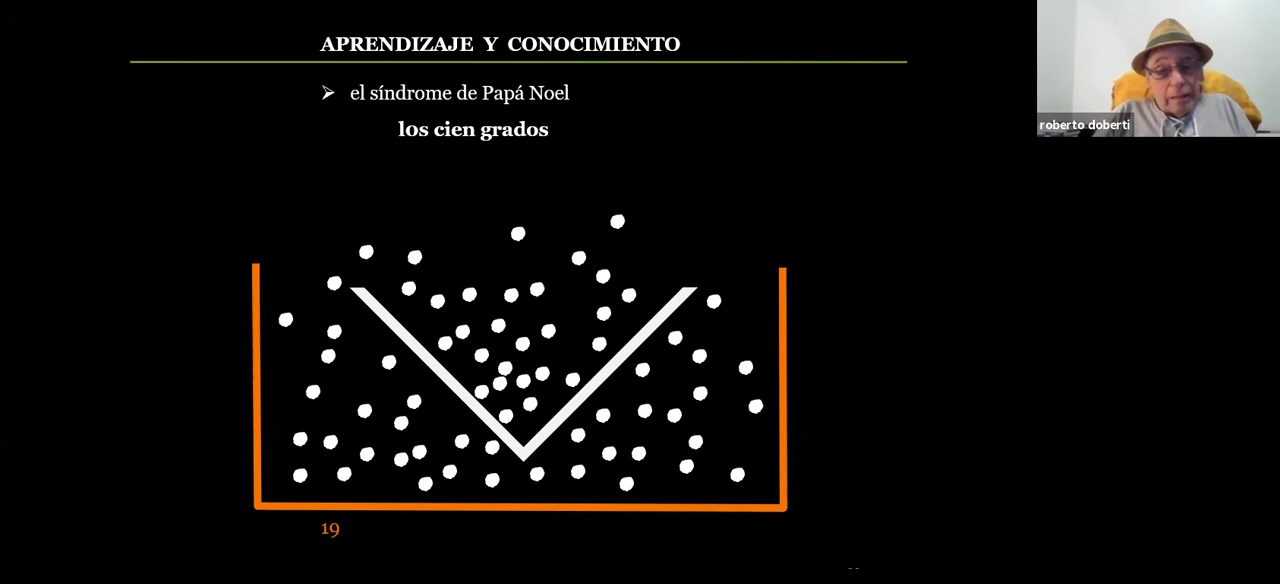 APRENDIZAJE Y CONOCIMIENTO
➢ el síndrome de Papá Noel
los cien grados
roberto doberti
19